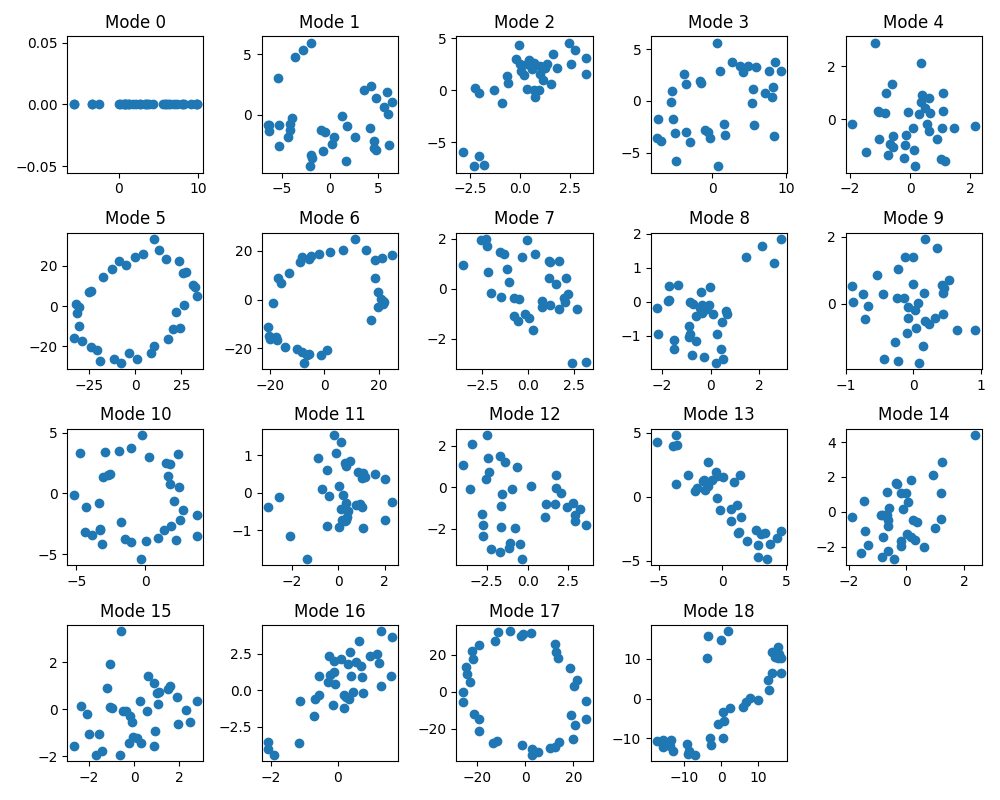 Mode 0 Mode 1 Mode 2 Mode 3 Mode 4
0.05 0.00 −0.05 0 10
5 0 −5 0 5
5 0 −5 −2.5 0.0 2.5
5 0 −5 0 10
2 0 −2 0 2
Mode 5 Mode 6 Mode 7 Mode 8 Mode 9
20 0 −20 −25 0 25
20 0 −20 −20 0 20
2 0 −2 −2.5 0.0 2.5
2 1 0 −1 −2 0 2
2 0 −2 −1 0 1
Mode 10 Mode 11 Mode 12 Mode 13 Mode 14
5 0 −5 −5 0
1 0 −1 −2 0 2
2 0 −2 −2.5 0.0 2.5
5 0 −5 −5 0 5
4 2 0 −2 −2 0 2
Mode 15 Mode 16 Mode 17 Mode 18
2 0 −2 −2 0 2
2.5 0.0 −2.5 −2 0
20 0 −20 −20 0 20
10 0 −10 −10 0 10